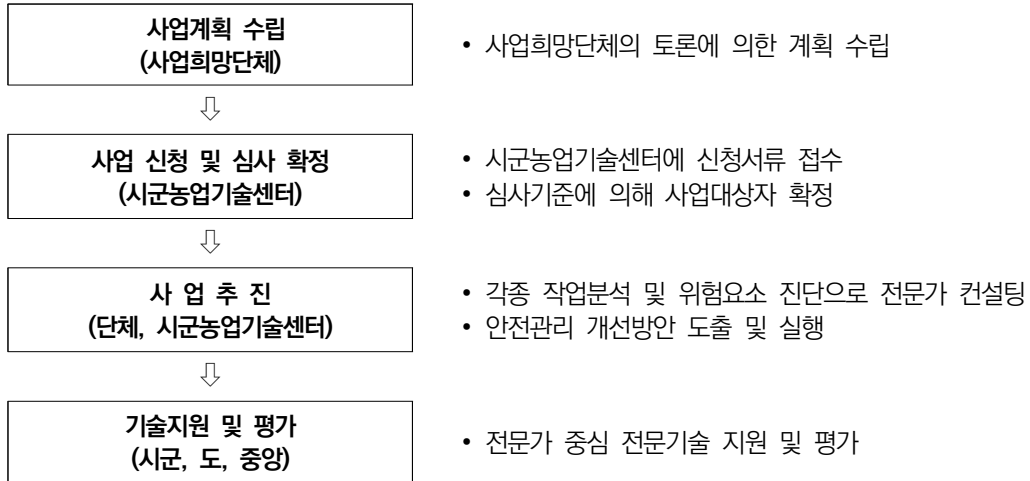 사업계획 수립
(사업희망단체)
• 사업희망단체의 토론에 의한 계획 수립
⇩
사업 신청 및 심사 확정
(시군농업기술센터)
• 시군농업기술센터에 신청서류 접수
• 심사기준에 의해 사업대상자 확정
⇩
사 업 추 진
(단체, 시군농업기술센터)
• 각종 작업분석 및 위험요소 진단으로 전문가 컨설팅
• 안전관리 개선방안 도출 및 실행
⇩
기술지원 및 평가
(시군, 도, 중앙)
• 전문가 중심 전문기술 지원 및 평가